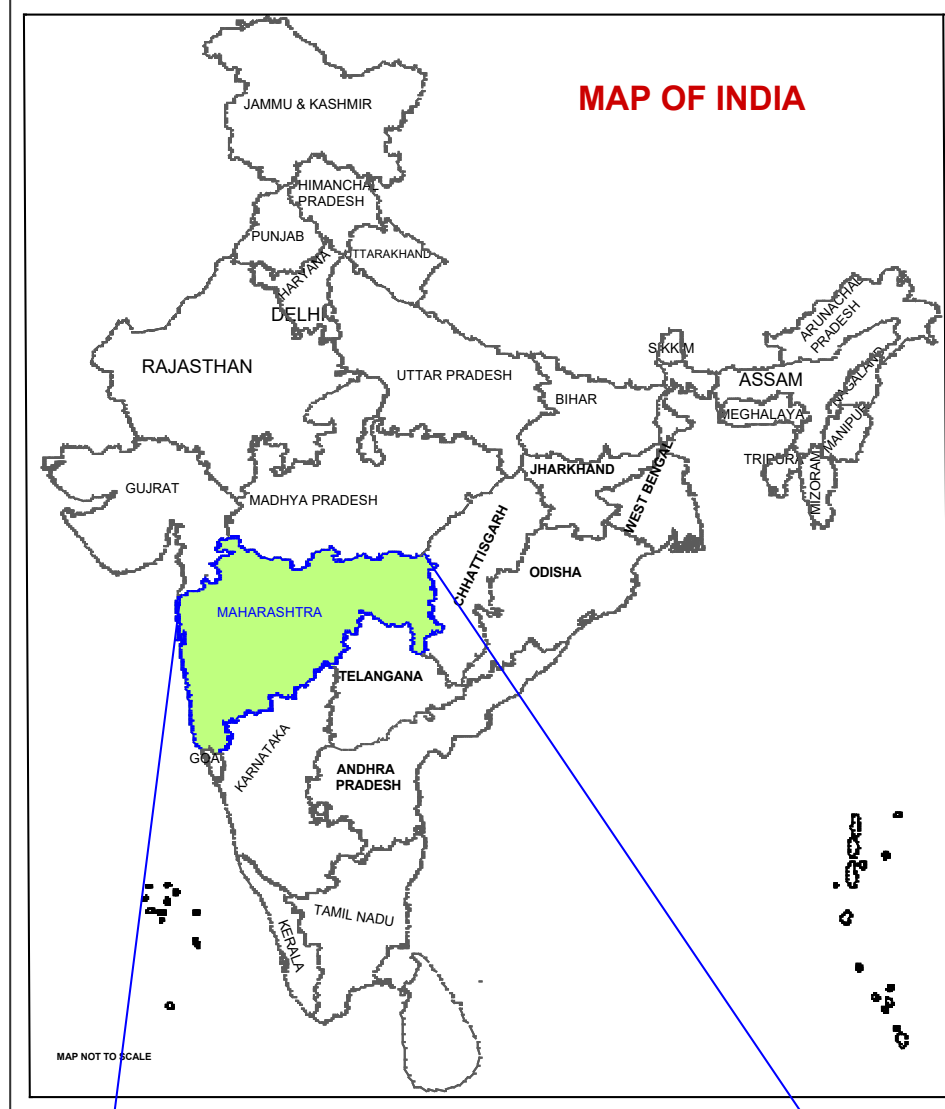 MAP OF INDIA
JAMMU & KASHMIR
HIMANCHAL
PRADESH
PUNJAB
UTTARAKHAND
HARYANA
DELHI
RAJASTHAN
UTTAR PRADESH
BIHAR
SIKKIM
ARUNACHAL
PRADESH
ASSAM
NAGALAND
MEGHALAYA
MANIPUR
TRIPURA
MIZORAM
JHARKHAND
WEST BENGAL
GUJRAT
MADHYA PRADESH
CHHATTISGARH
ODISHA
MAHARASHTRA
TELANGANA
GOA
KARNATAKA
ANDHRA
PRADESH
TAMIL NADU
KERALA
MAP NOT TO SCALE